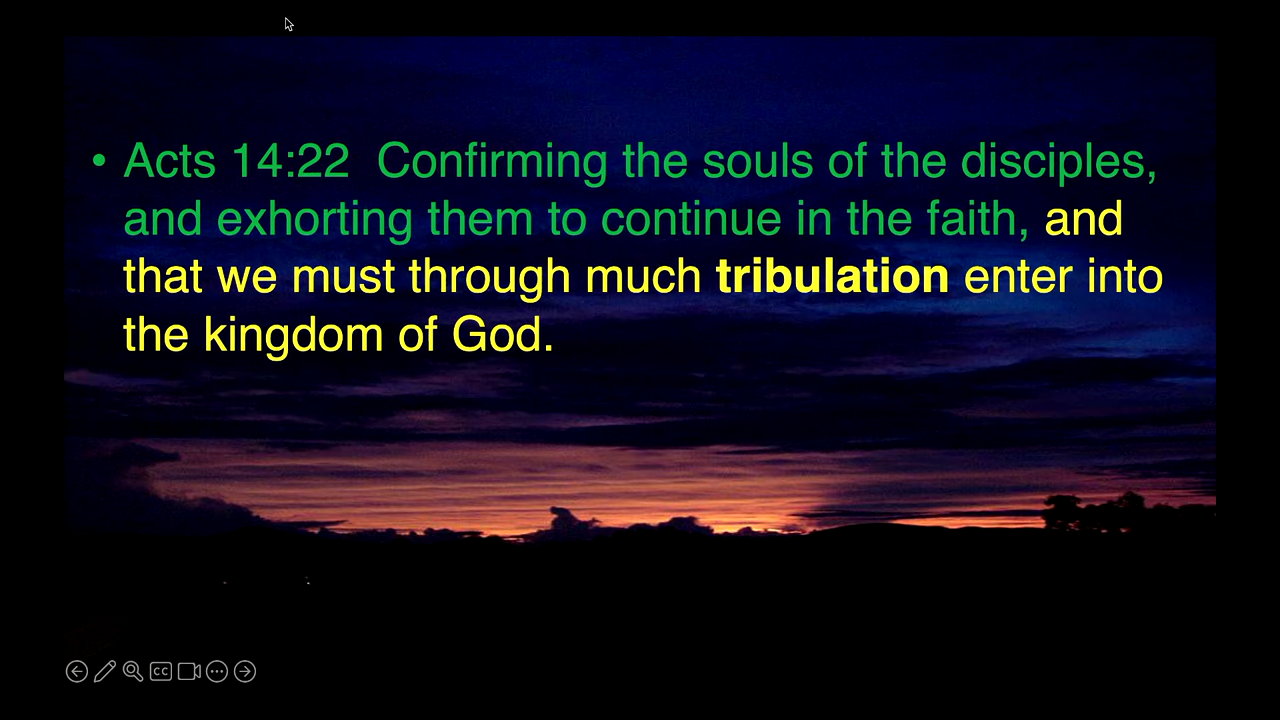 • Acts 14:22  Confirming the souls of the disciples,
and exhorting them to continue in the faith, and
that we must through much tribulation enter into
the kingdom of God.
CC